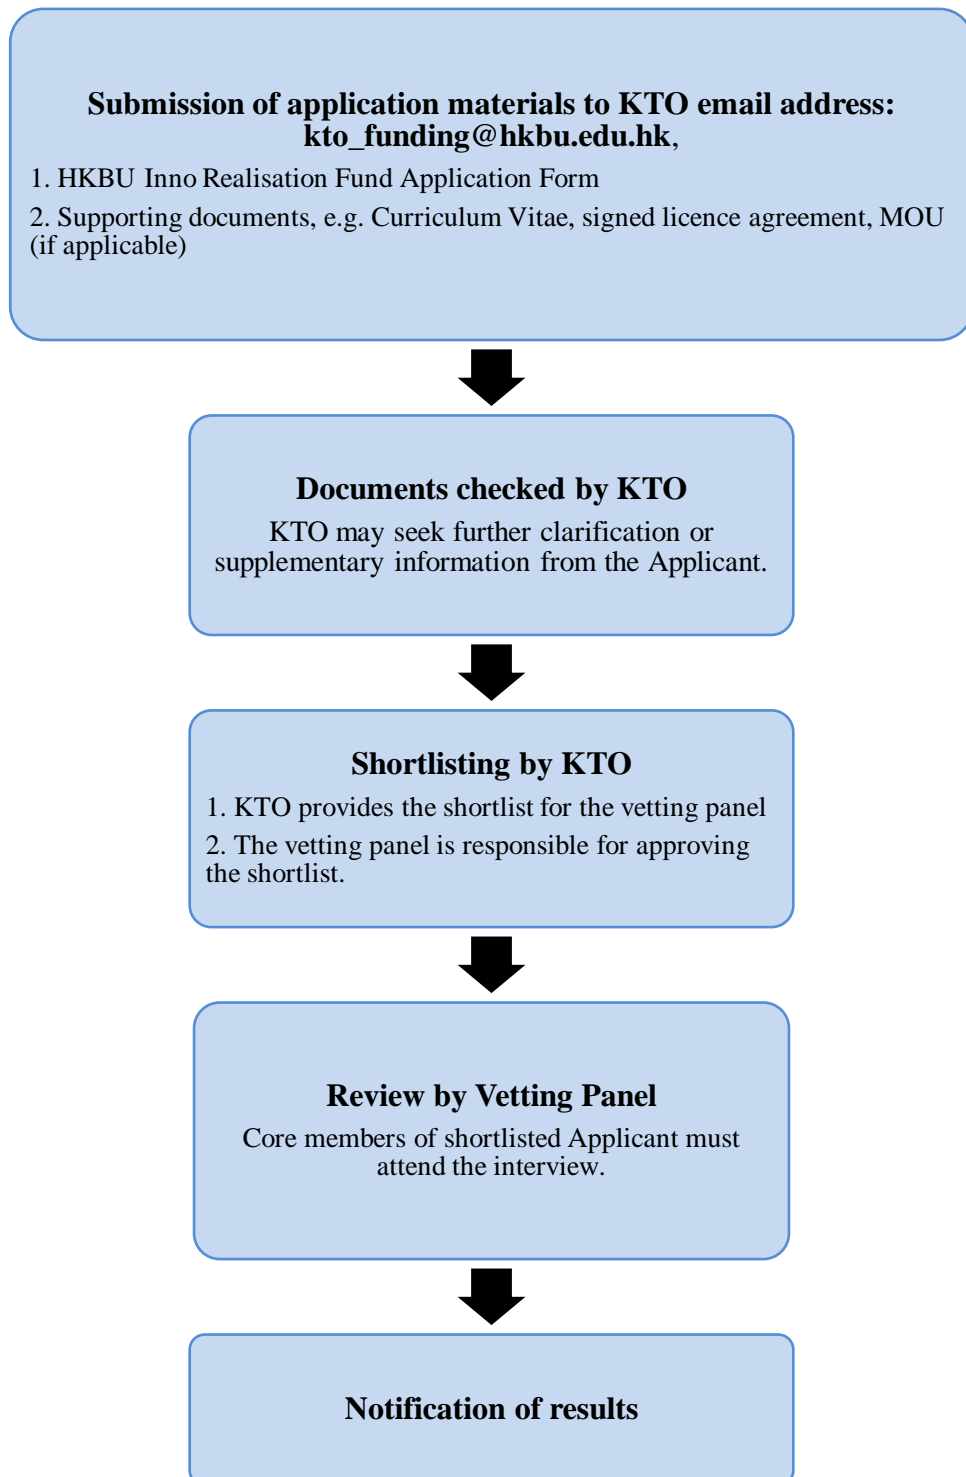 Submission of application materials to KTO email address:
kto_funding@hkbu.edu.hk,
1. HKBU Inno Realisation Fund Application Form
2. Supporting documents, e.g. Curriculum Vitae, signed licence agreement, MOU
(if applicable)
Documents checked by KTO
KTO may seek further clarification or
supplementary information from the Applicant.
Shortlisting by KTO
1. KTO provides the shortlist for the vetting panel
2. The vetting panel is responsible for approving
the shortlist.
Review by Vetting Panel
Core members of shortlisted Applicant must
attend the interview.
Notification of results